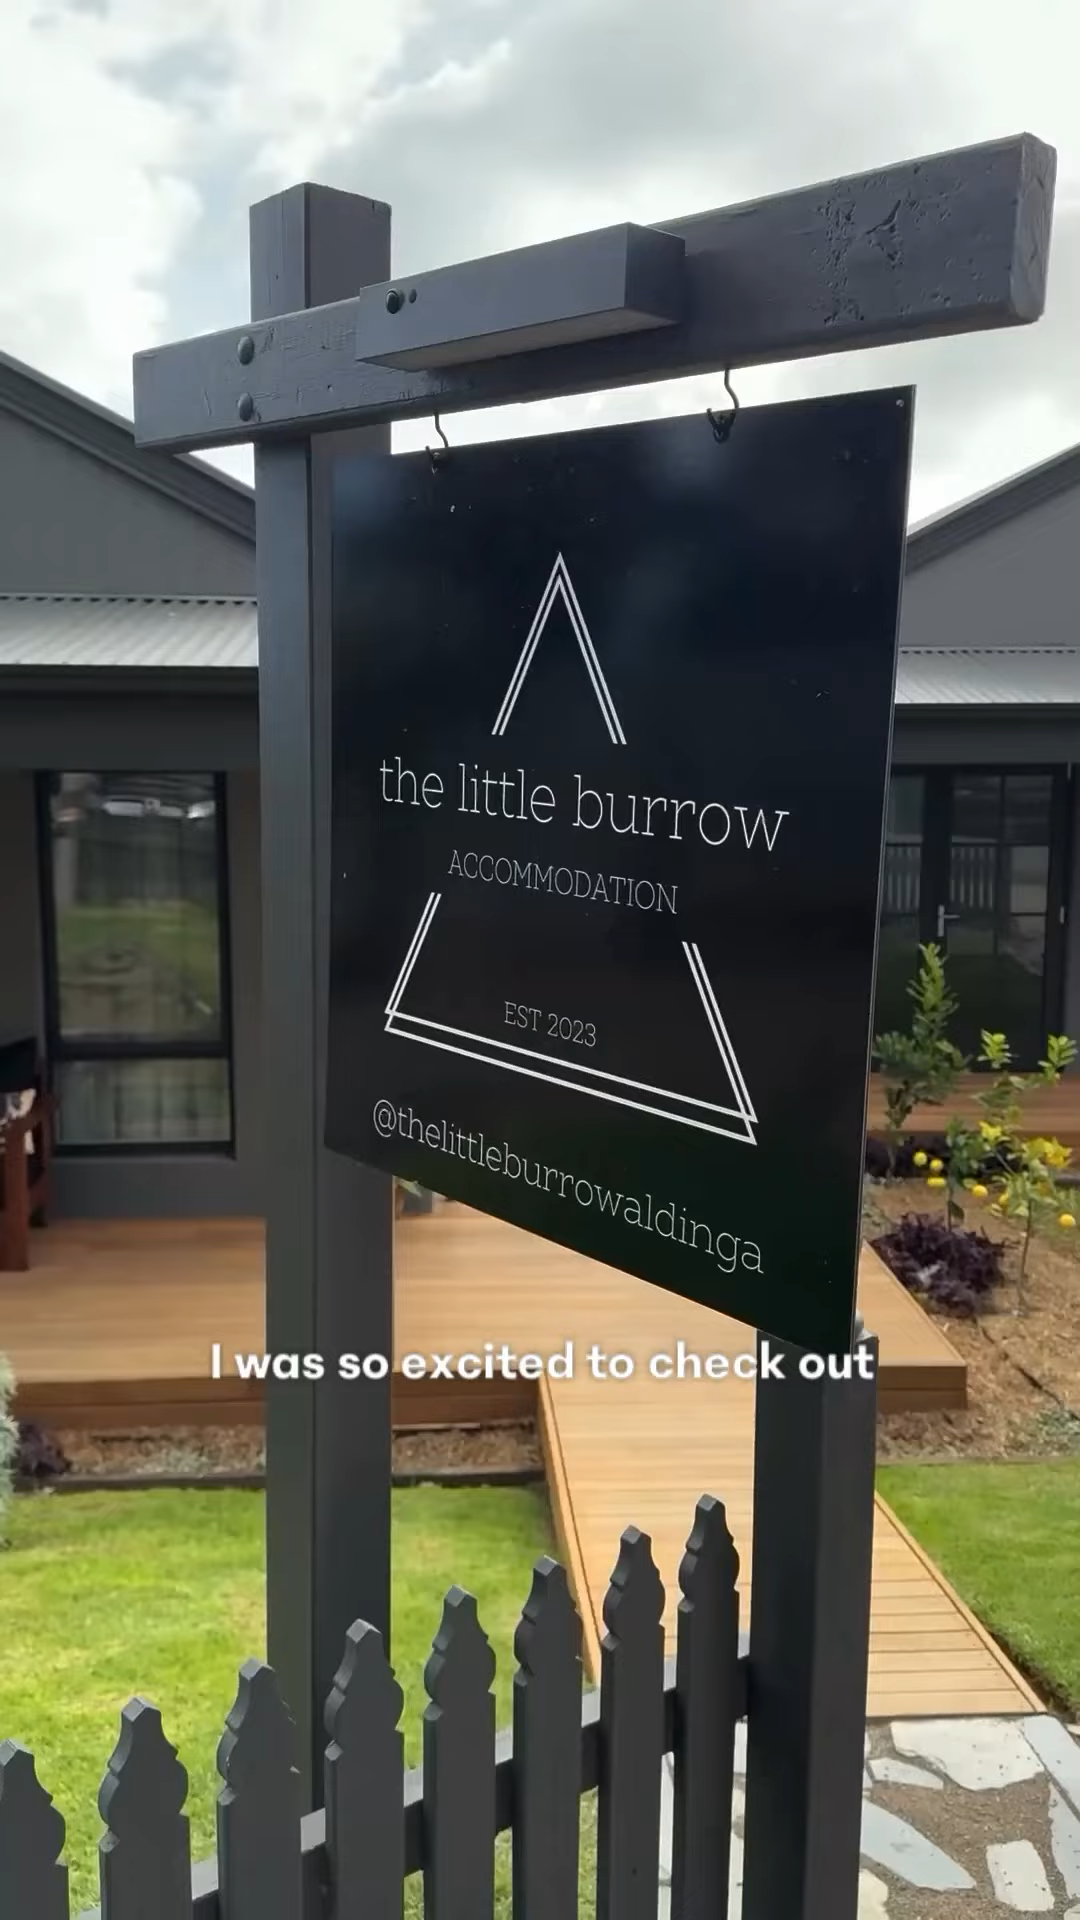 the little burrow
ACCOMMODATION
EST 2023
@thelittleburrowaldinga
I was so excited to check out